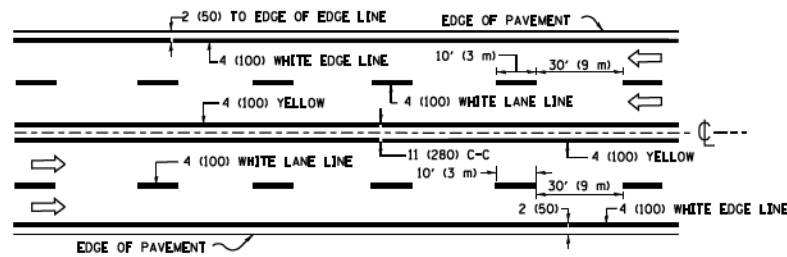 2 (50) TO EDGE OF EDGE LINE
EDGE OF PAVEMENT
4 (100) WHITE EDGE LINE
10' (3 m)
30' (9 m)
4 (100) YELLOW
4 (100) WHITE LANE LINE
℄
4 (100) WHITE LANE LINE
11 (280) C-C
4 (100) YELLOW
10' (3 m)
30' (9 m)
2 (50)
4 (100) WHITE EDGE LINE
EDGE OF PAVEMENT